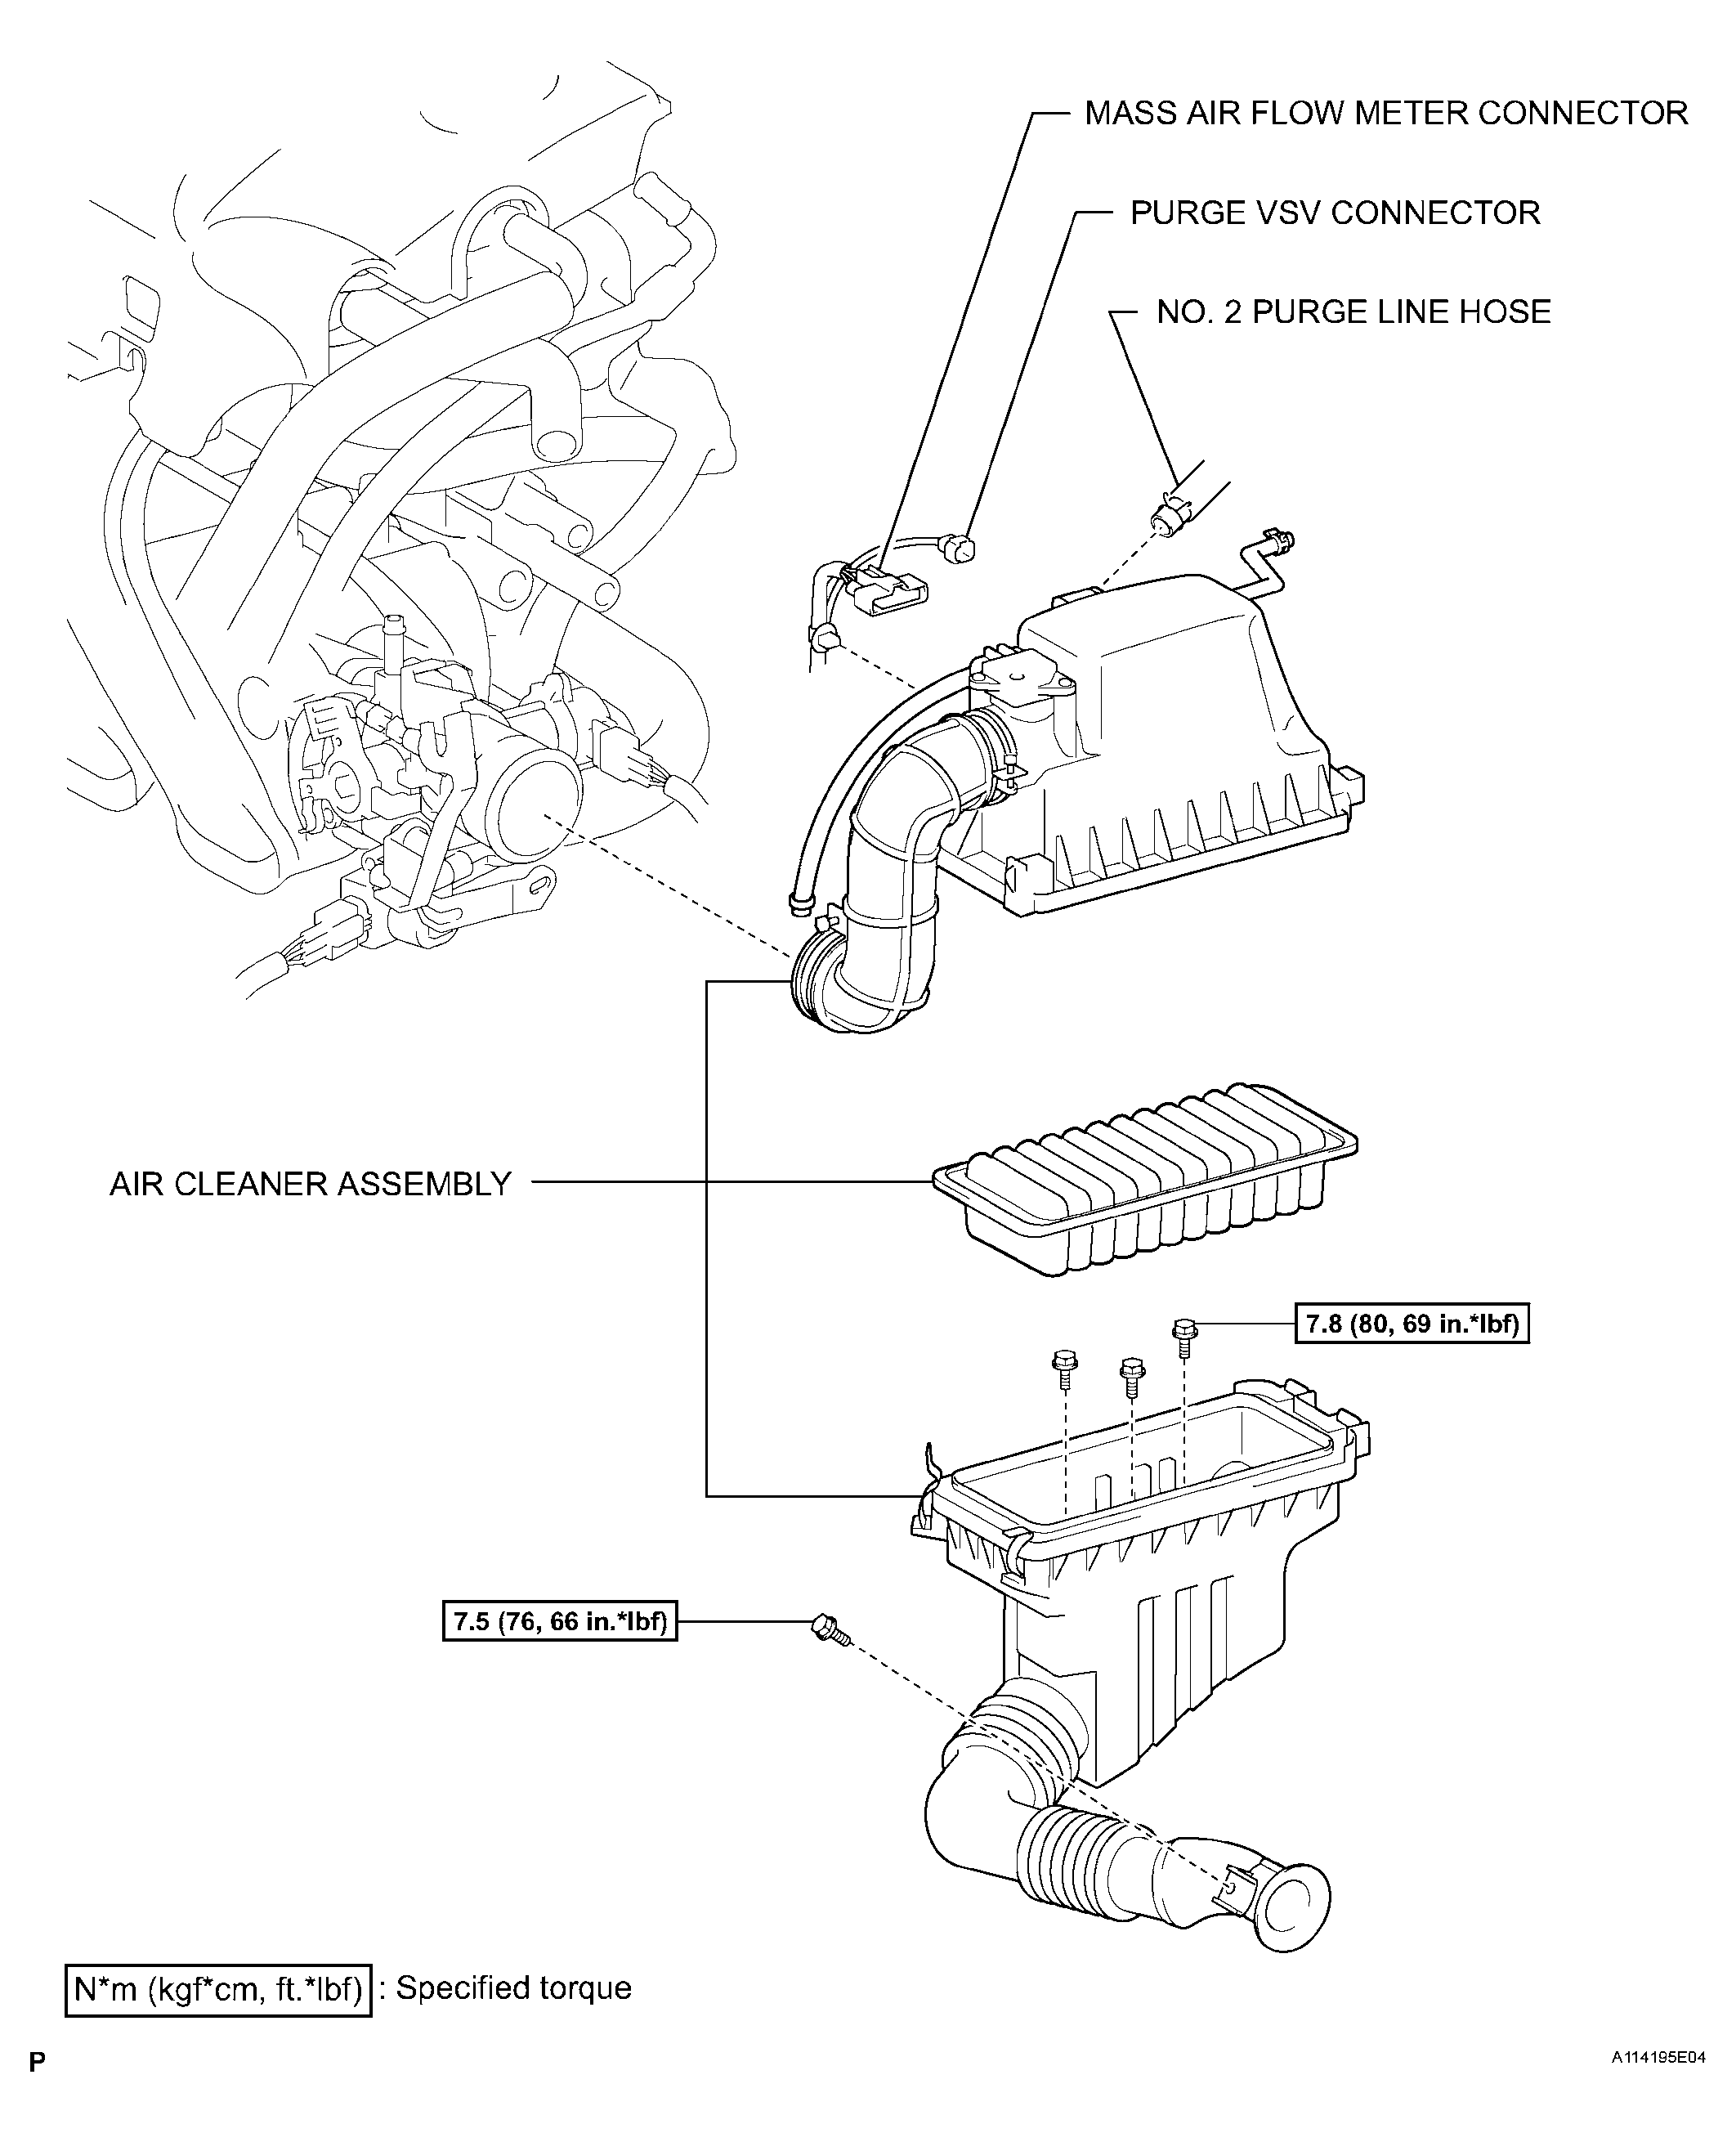 MASS AIR FLOW METER CONNECTOR
PURGE VSV CONNECTOR
NO. 2 PURGE LINE HOSE
AIR CLEANER ASSEMBLY
7.8 (80, 69 in.*lbf)
7.5 (76, 66 in.*lbf)
N*m (kgf*cm, ft.*lbf) : Specified torque
P
A114195E04